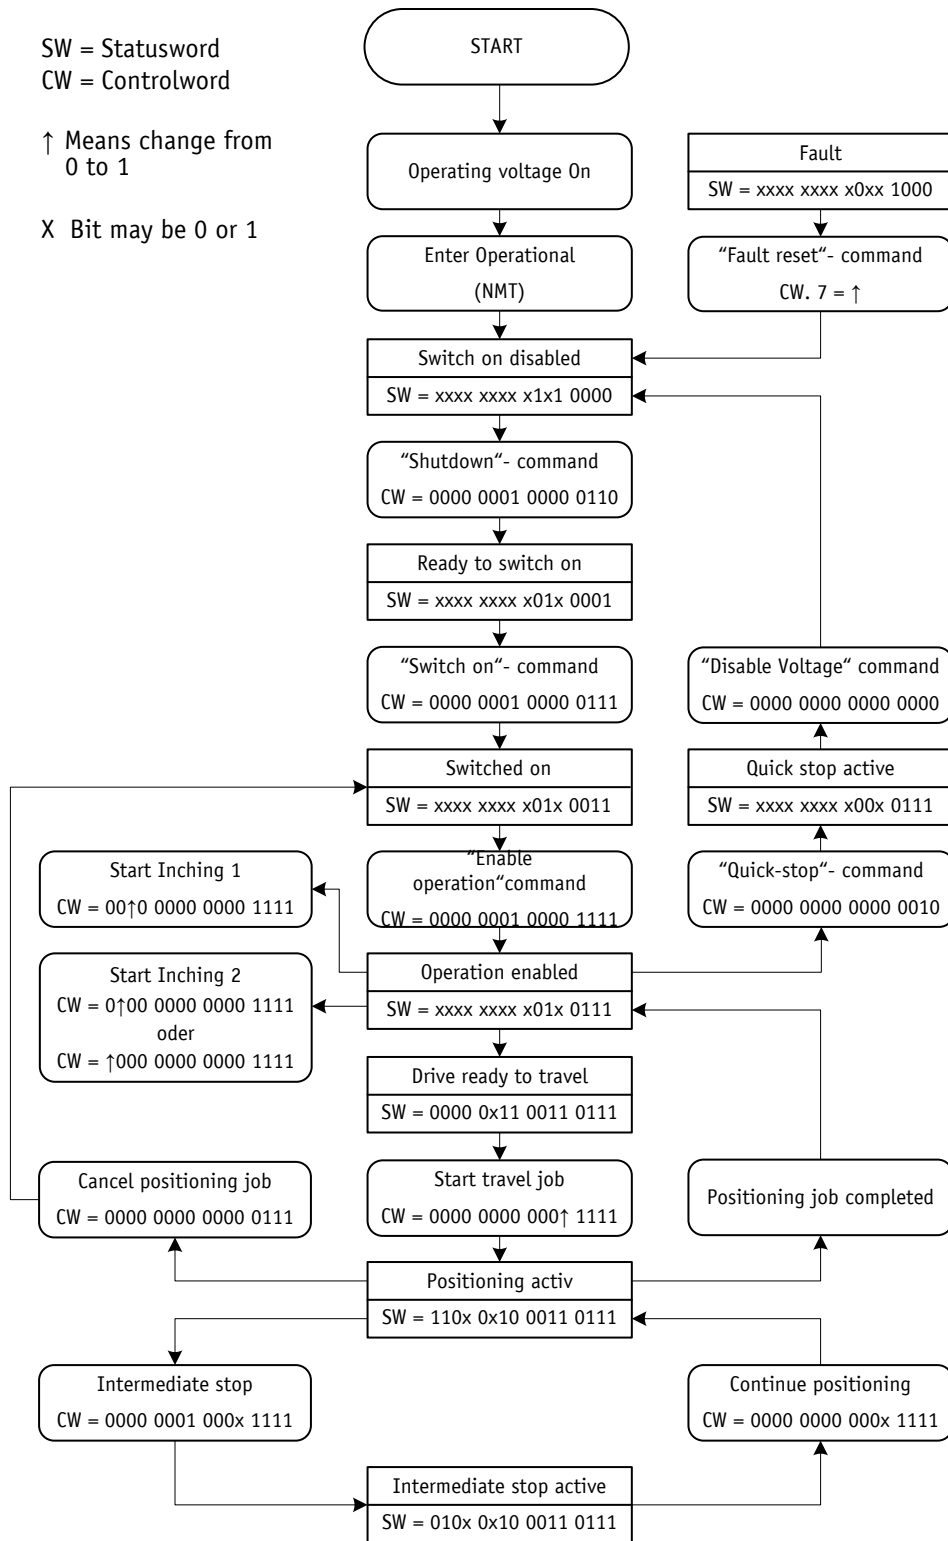 SW = Statusword
CW = Controlword
↑ Means change from
0 to 1
X Bit may be 0 or 1
START
Operating voltage On
Enter Operational
(NMT)
Fault
SW = xxxx xxxx x0xx 1000
“Fault reset“- command
CW. 7 = ↑
Switch on disabled
SW = xxxx xxxx x1x1 0000
“Shutdown“- command
CW = 0000 0001 0000 0110
Ready to switch on
SW = xxxx xxxx x01x 0001
“Switch on“- command
CW = 0000 0001 0000 0111
“Disable Voltage“ command
CW = 0000 0000 0000 0000
Switched on
SW = xxxx xxxx x01x 0011
Quick stop active
SW = xxxx xxxx x00x 0111
Start Inching 1
CW = 00↑0 0000 0000 1111
“Enable
operation“command
CW = 0000 0001 0000 1111
“Quick-stop“- command
CW = 0000 0000 0000 0010
Start Inching 2
CW = 0↑00 0000 0000 1111
oder
CW = ↑000 0000 0000 1111
Operation enabled
SW = xxxx xxxx x01x 0111
Drive ready to travel
SW = 0000 0x11 0011 0111
Cancel positioning job
CW = 0000 0000 0000 0111
Start travel job
CW = 0000 0000 000↑ 1111
Positioning job completed
Positioning activ
SW = 110x 0x10 0011 0111
Intermediate stop
CW = 0000 0001 000x 1111
Continue positioning
CW = 0000 0000 000x 1111
Intermediate stop active
SW = 010x 0x10 0011 0111